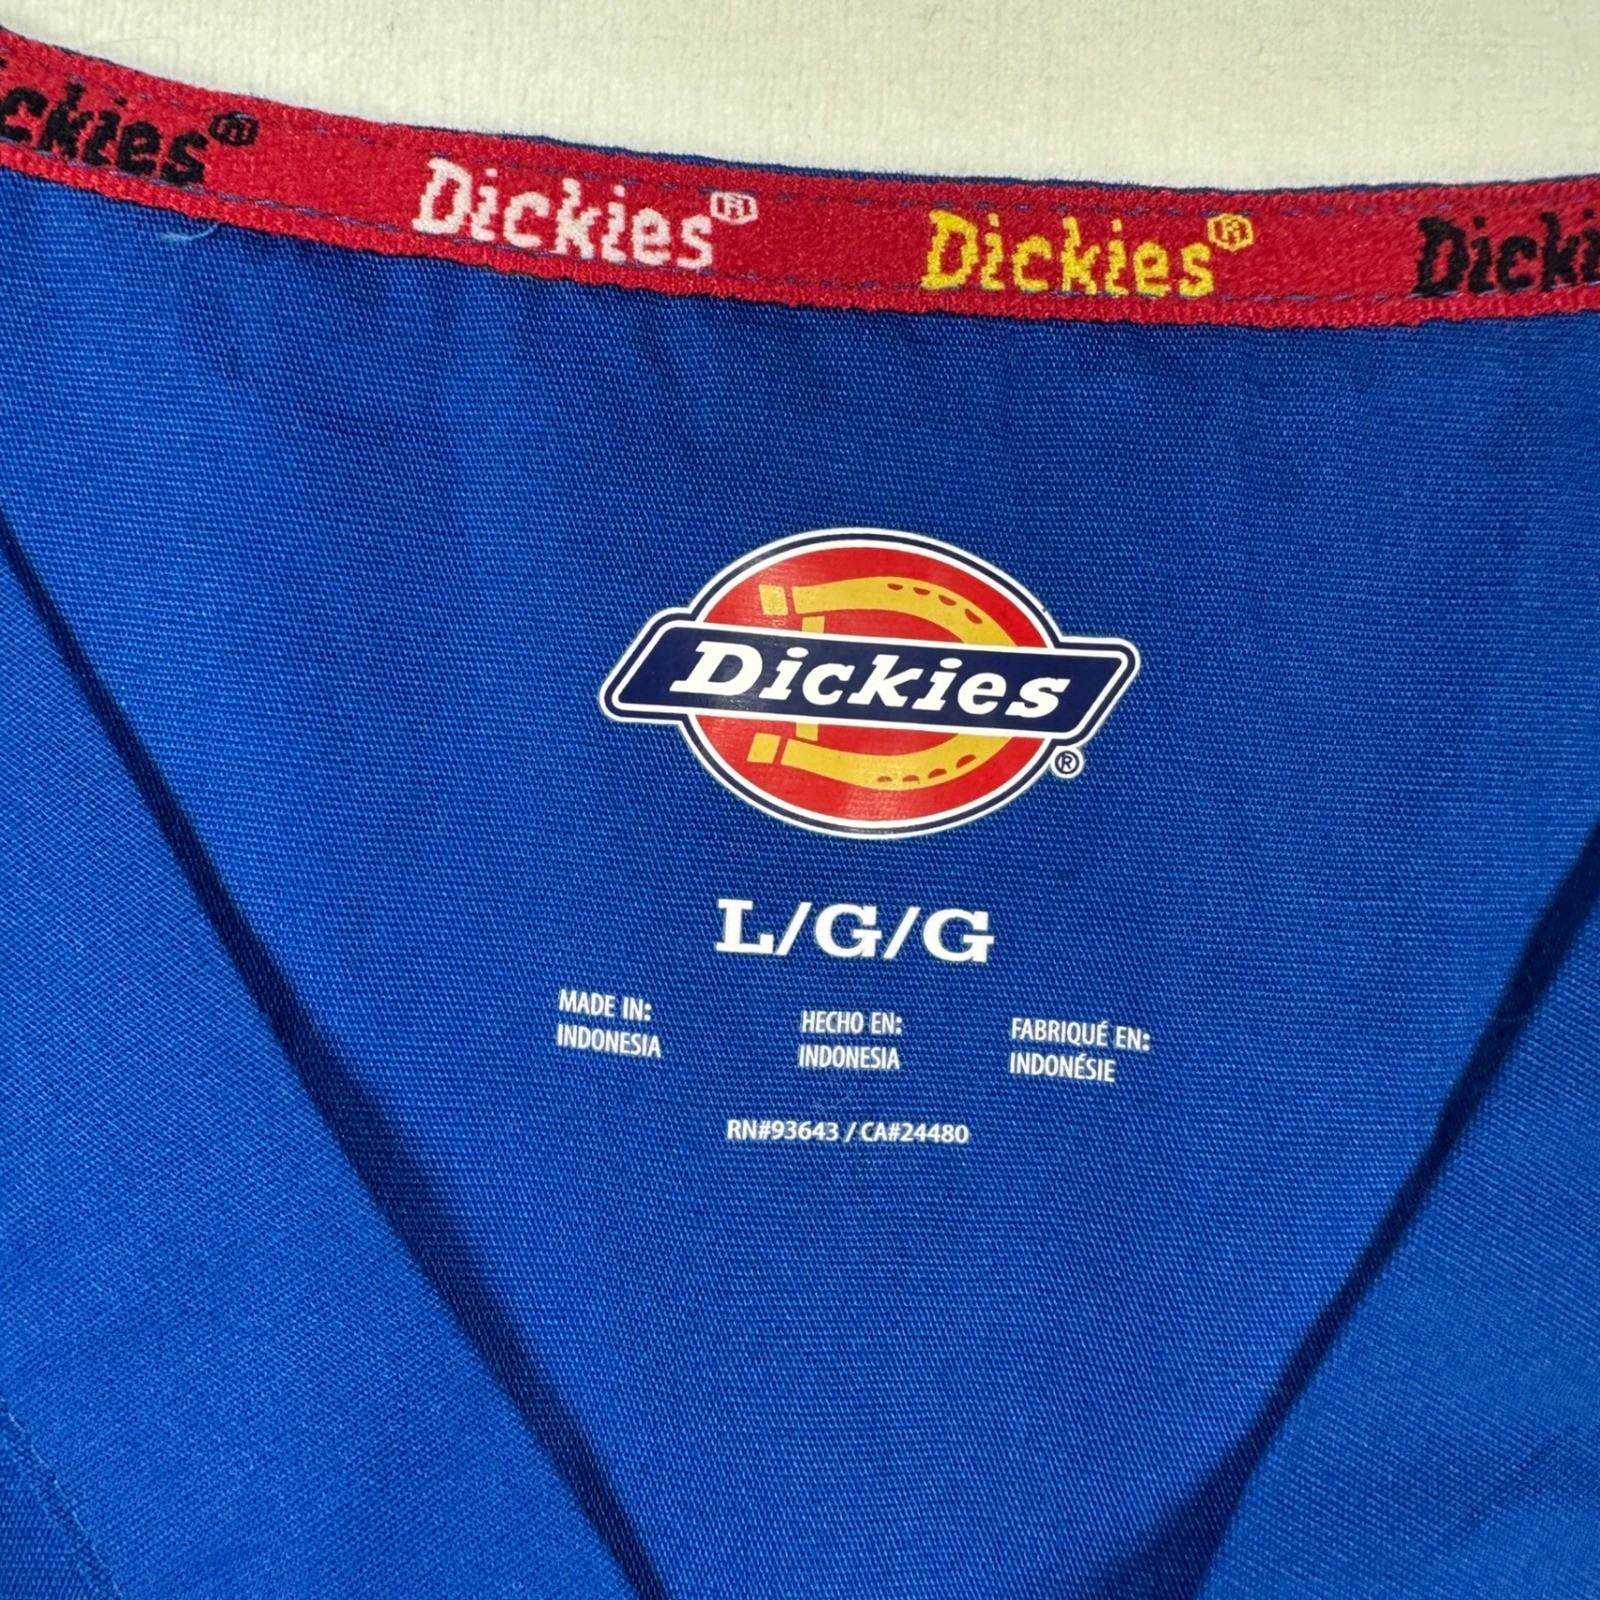 ckies® Dickies® Dickies® Dicki
Dickies®
L/G/G
MADE IN:
INDONESIA
HECHO EN:
INDONESIA
FABRIQUÉ EN:
INDONÉSIE
RN#93643 / CA#24480